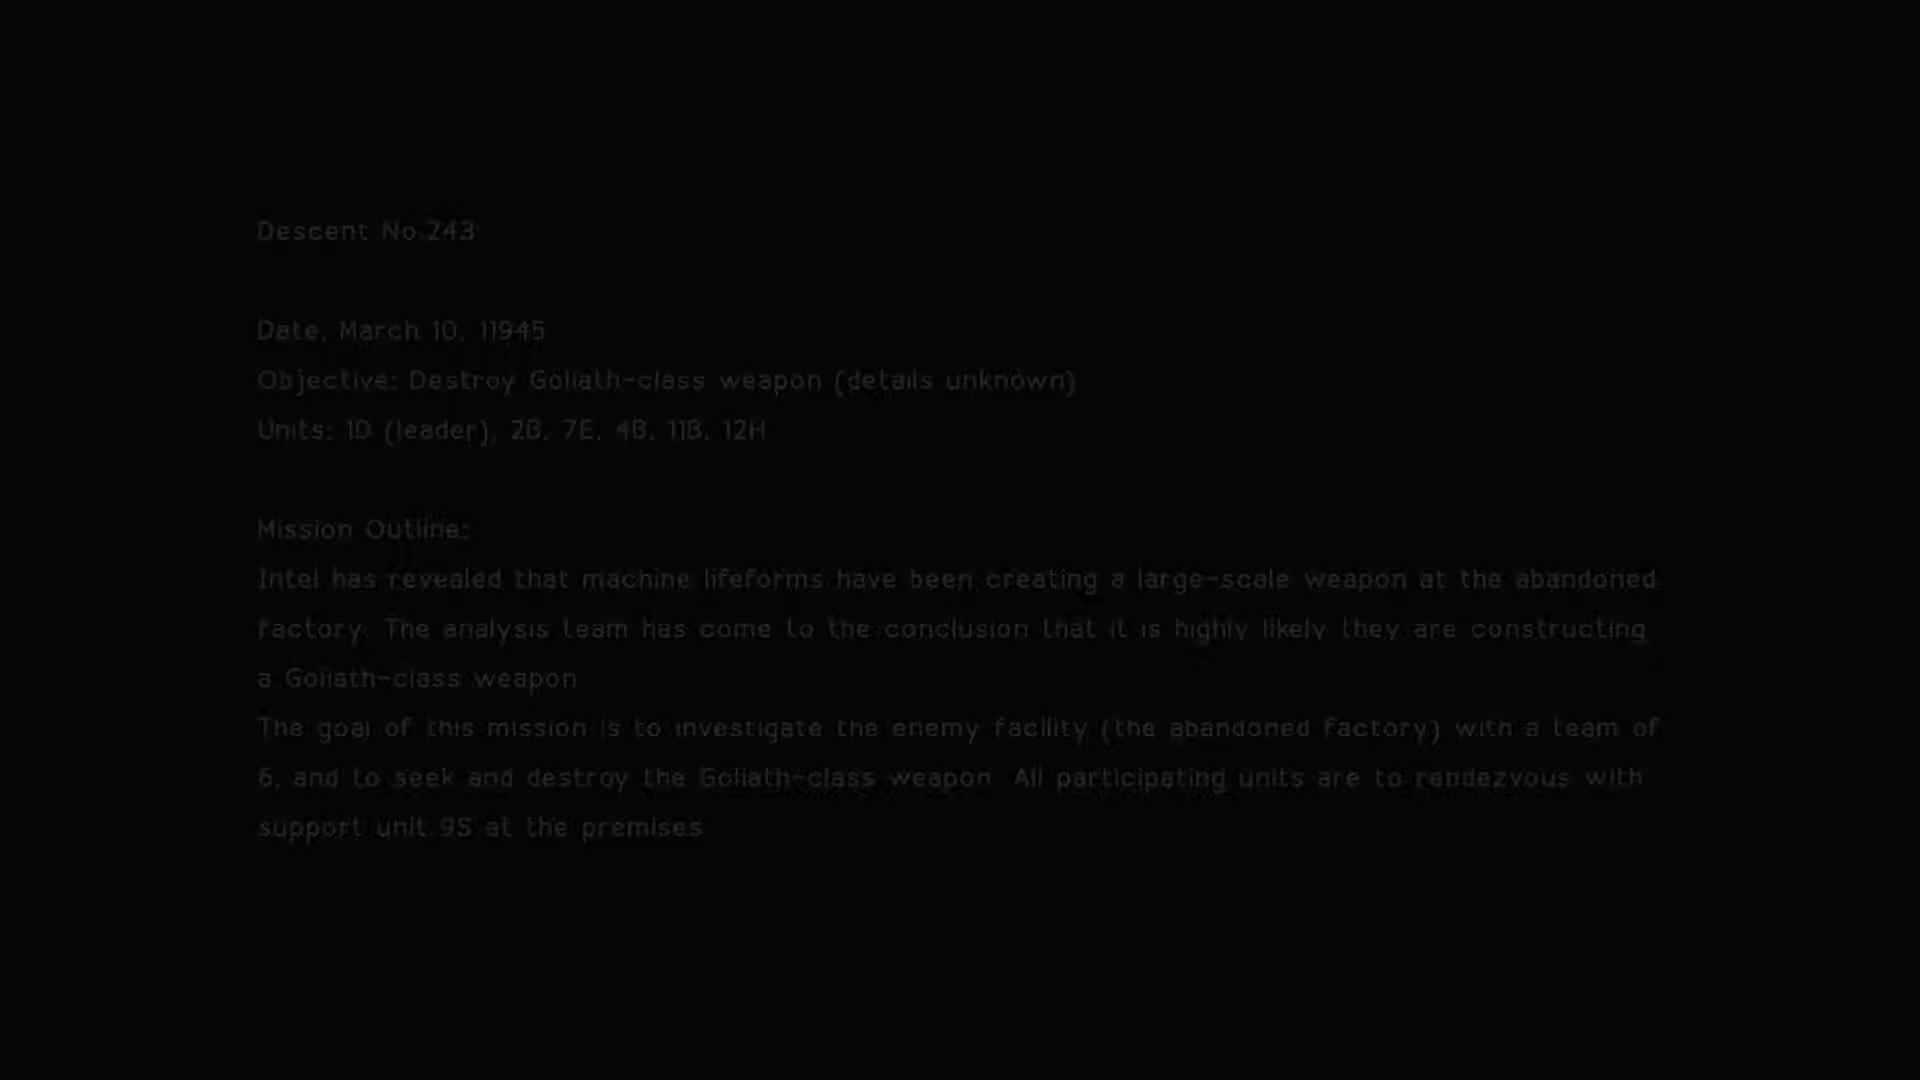 Descent No.243
Date: March 10, 11945
Objective: Destroy Goliath-class weapon (details unknown)
Units: 1D (leader), 2B, 7E, 4B, 11B, 12H
Mission Outline:
Intel has revealed that machine lifeforms have been creating a large-scale weapon at the abandoned
factory. The analysis team has come to the conclusion that it is highly likely they are constructing
a Goliath-class weapon.
The goal of this mission is to investigate the enemy facility (the abandoned factory) with a team of
6, and to seek and destroy the Goliath-class weapon. All participating units are to rendezvous with
support unit 9S at the premises.